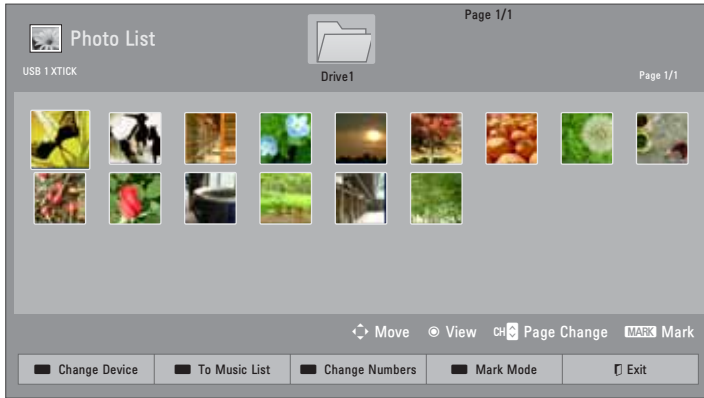 Page 1/1
Photo List
USB 1 XTICK
Drive1
Page 1/1
Move
View
CH Page Change
MARK Mark
Change Device
To Music List
Change Numbers
Mark Mode
Exit